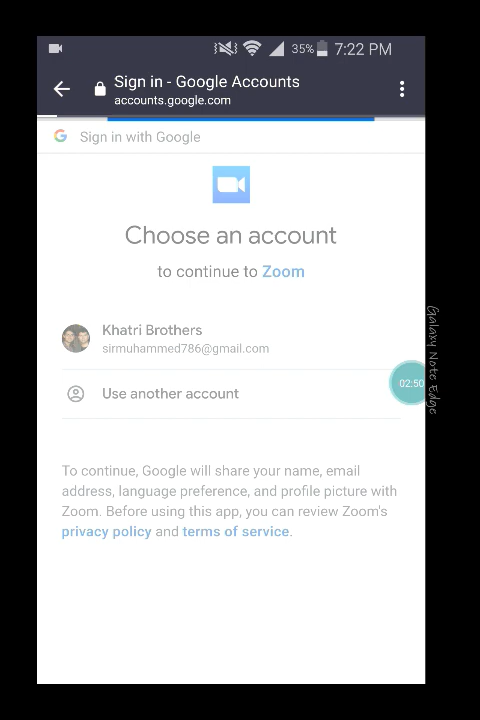 35% 7:22 PM
Sign in - Google Accounts
accounts.google.com
Sign in with Google
Choose an account
to continue to Zoom
Khatri Brothers
sirmuhammed786@gmail.com
Use another account
02:50
Galaxy Note Edge
To continue, Google will share your name, email
address, language preference, and profile picture with
Zoom. Before using this app, you can review Zoom's
privacy policy and terms of service.